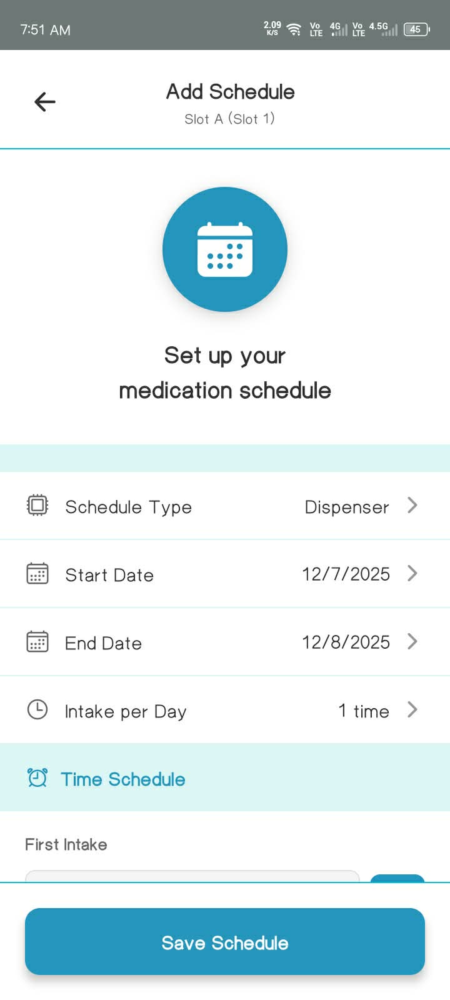 7:51 AM
2.09 K/S Vo LTE 4G Vo LTE 4.5G 45
Add Schedule
Slot A (Slot 1)
Set up your
medication schedule
Schedule Type Dispenser
Start Date 12/7/2025
End Date 12/8/2025
Intake per Day 1 time
Time Schedule
First Intake
Save Schedule